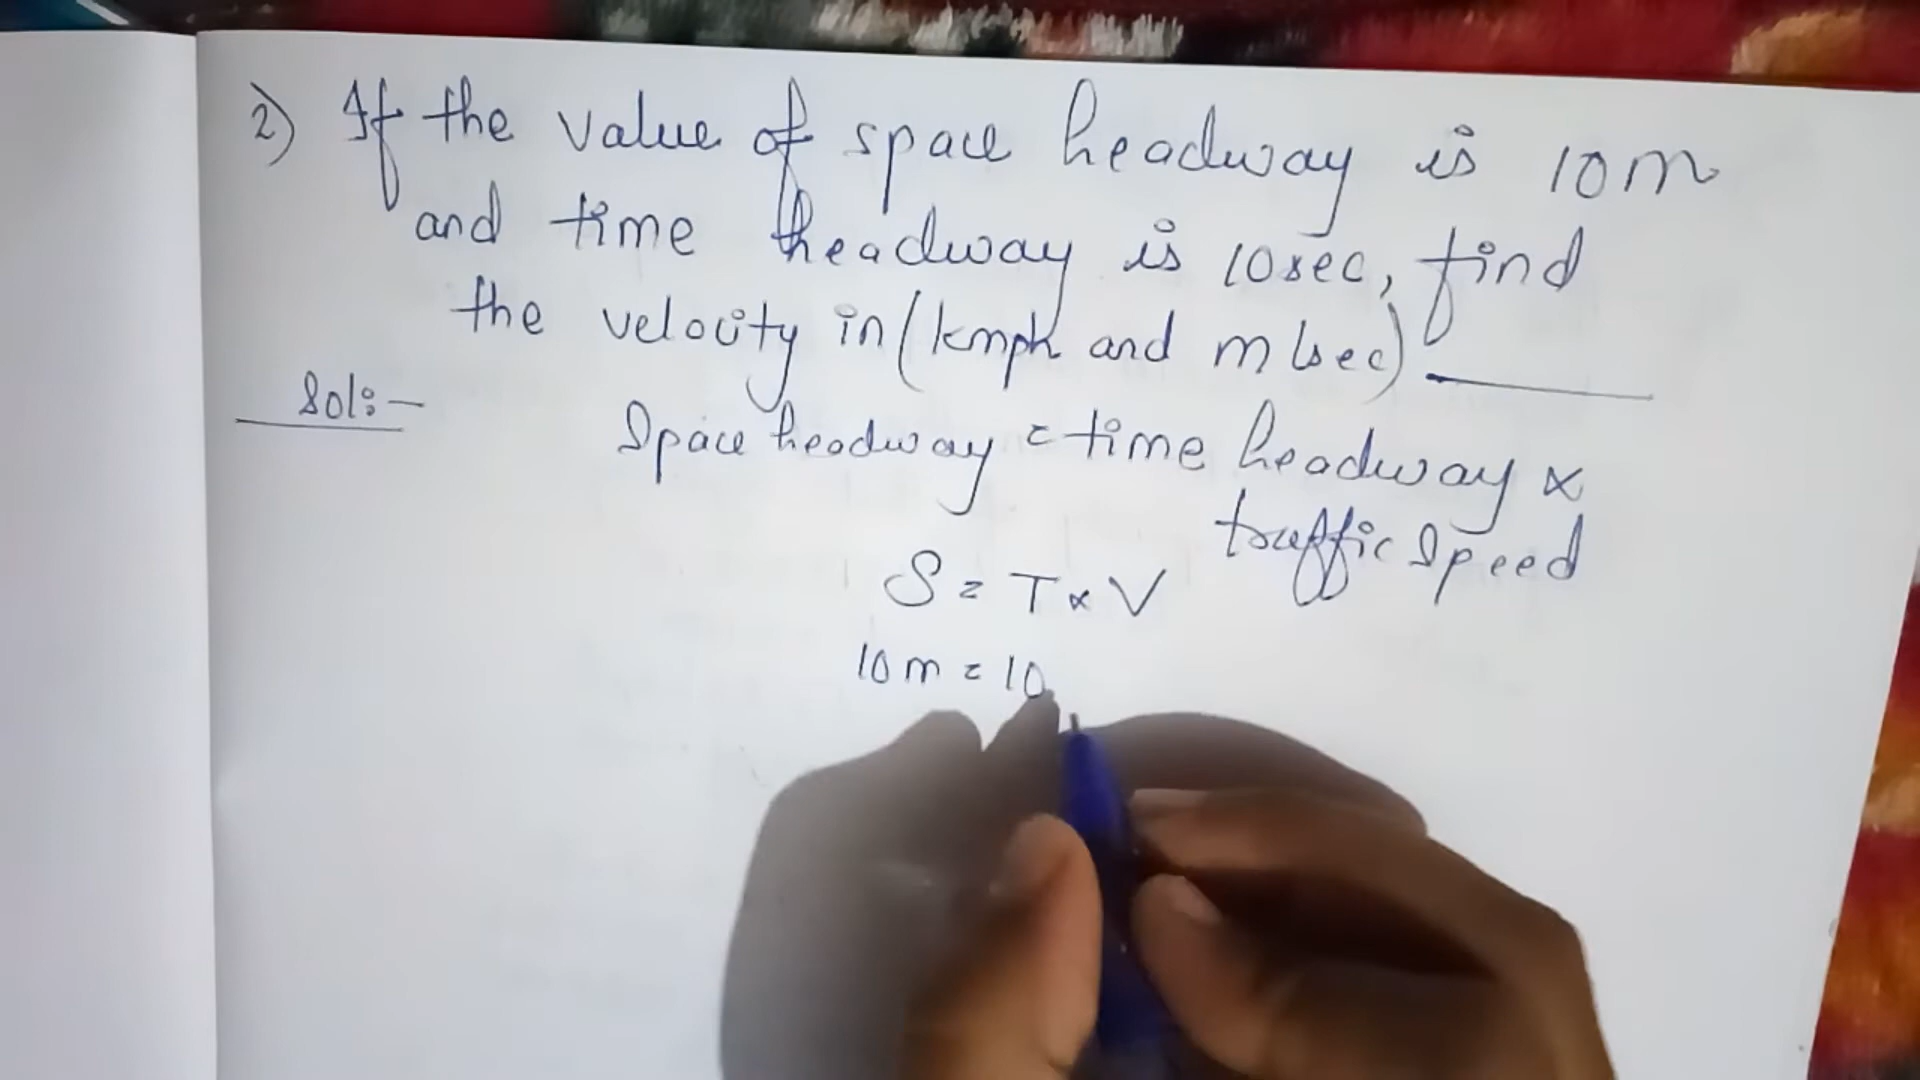 2) If the value of space headway is 10m
and time headway is 10sec, find
the velocity in (kmph and m/sec) ____
Sol:-
Space headway = time headway ×
traffic speed
S = T × V
10m = 10